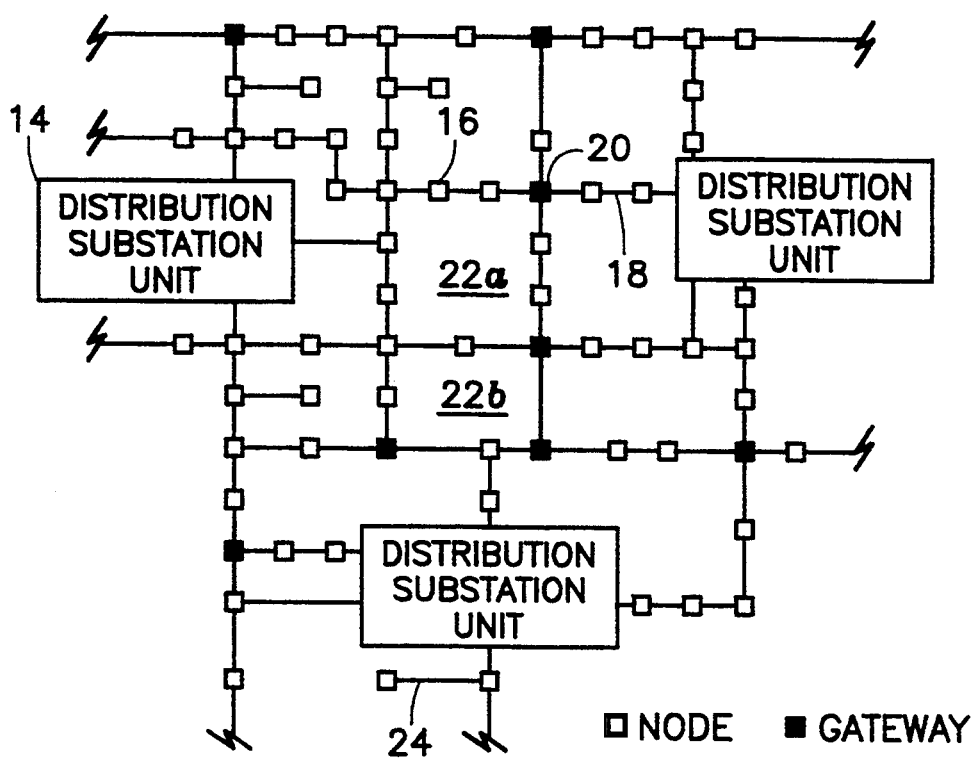 14
16
20
DISTRIBUTION
SUBSTATION
UNIT
DISTRIBUTION
SUBSTATION
UNIT
18
22a
22b
DISTRIBUTION
SUBSTATION
UNIT
24
NODE
GATEWAY